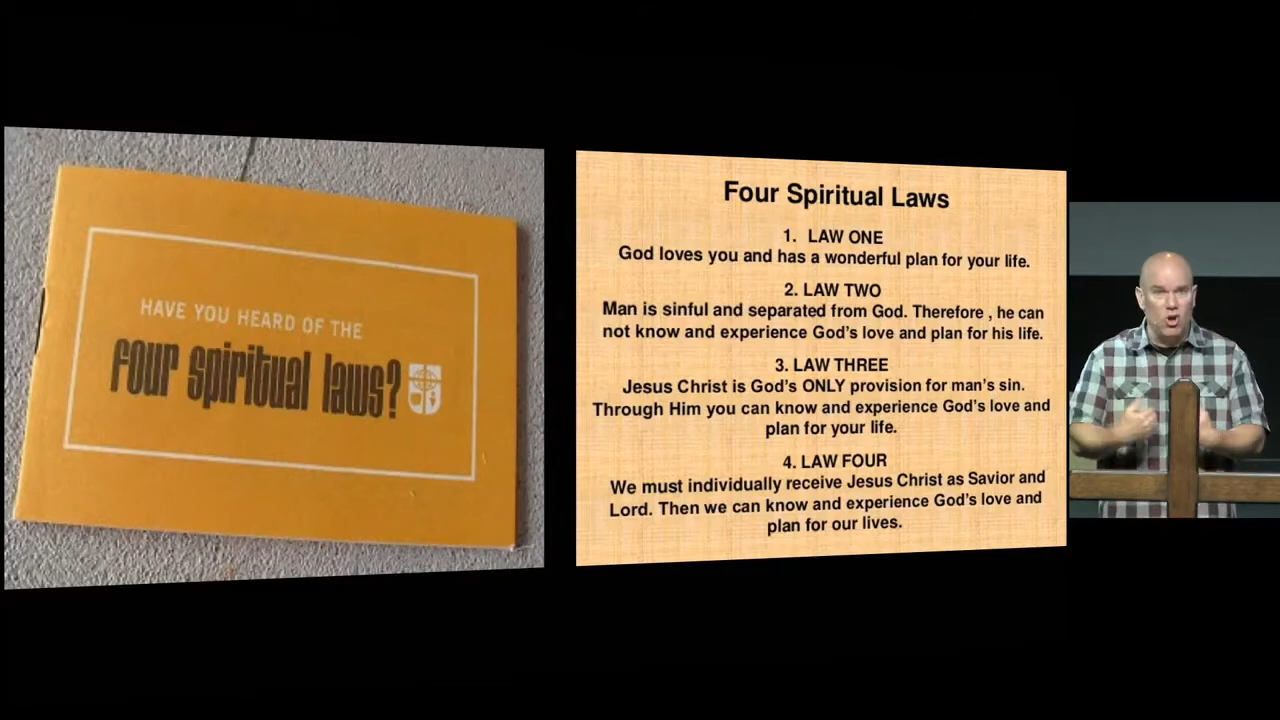 HAVE YOU HEARD OF THE
four spiritual laws?
Four Spiritual Laws
1. LAW ONE
God loves you and has a wonderful plan for your life.
2. LAW TWO
Man is sinful and separated from God. Therefore , he can
not know and experience God's love and plan for his life.
3. LAW THREE
Jesus Christ is God's ONLY provision for man's sin.
Through Him you can know and experience God's love and
plan for your life.
4. LAW FOUR
We must individually receive Jesus Christ as Savior and
Lord. Then we can know and experience God's love and
plan for our lives.